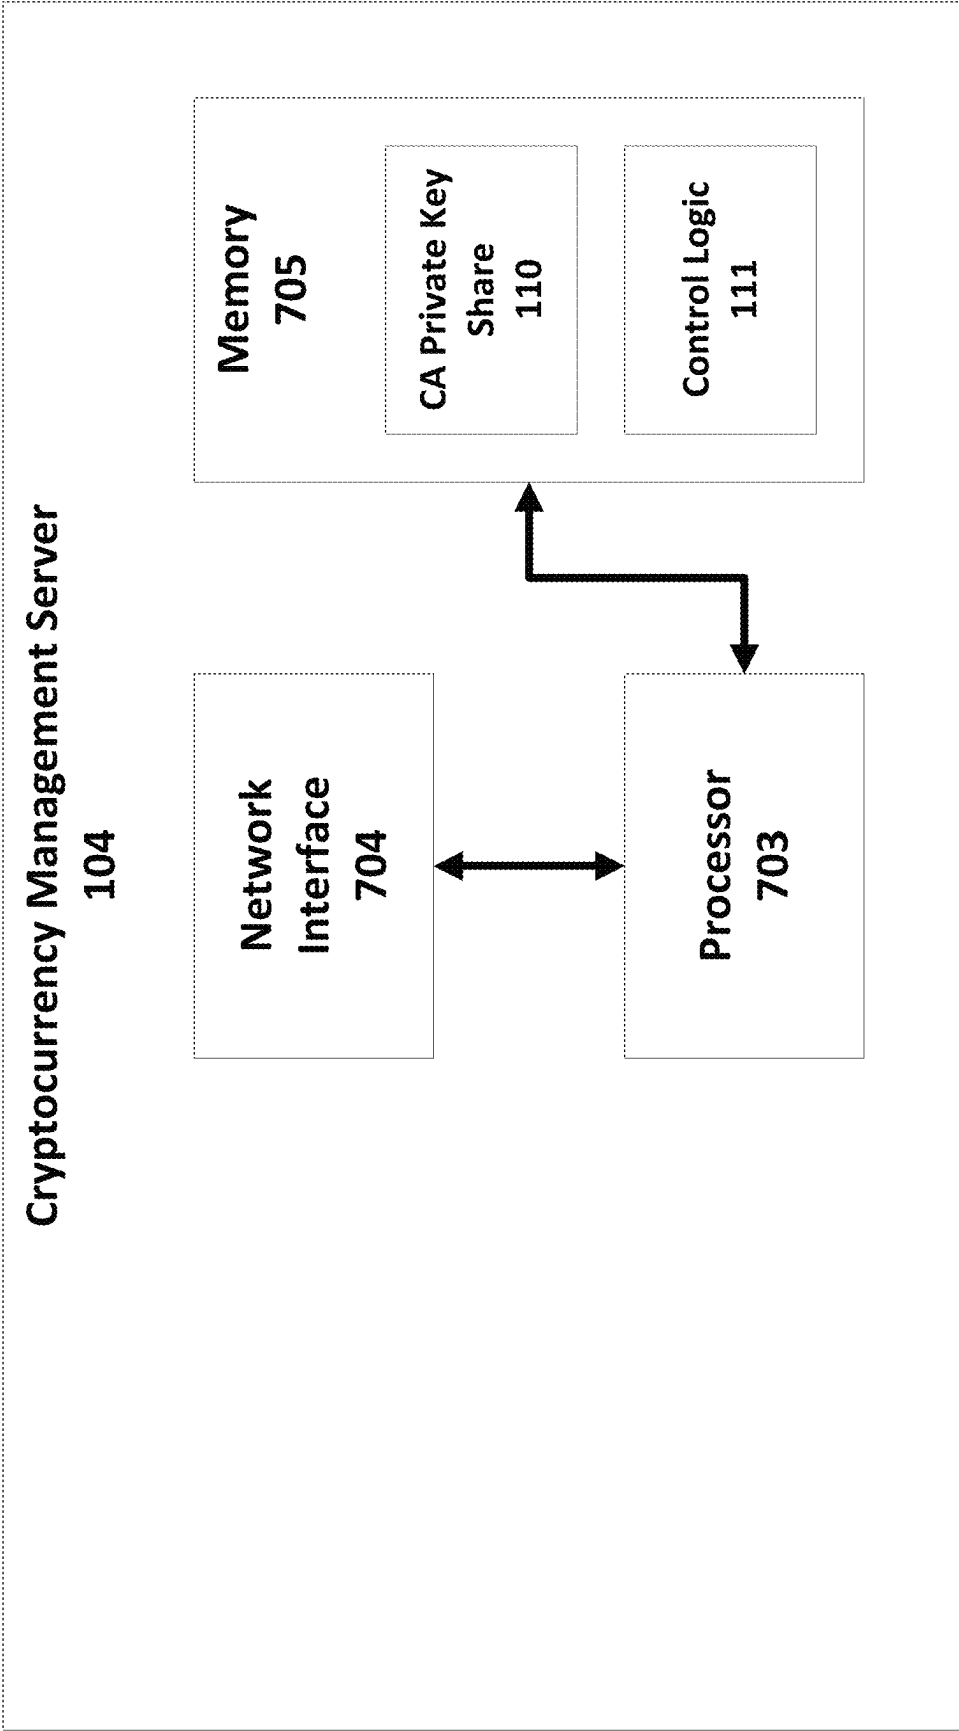 Cryptocurrency Management Server
104
Network
Interface
704
Memory
705
CA Private Key
Share
110
Control Logic
111
Processor
703